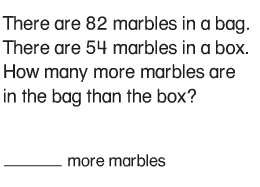 There are 82 marbles in a bag.
There are 54 marbles in a box.
How many more marbles are
in the bag than the box?
______ more marbles